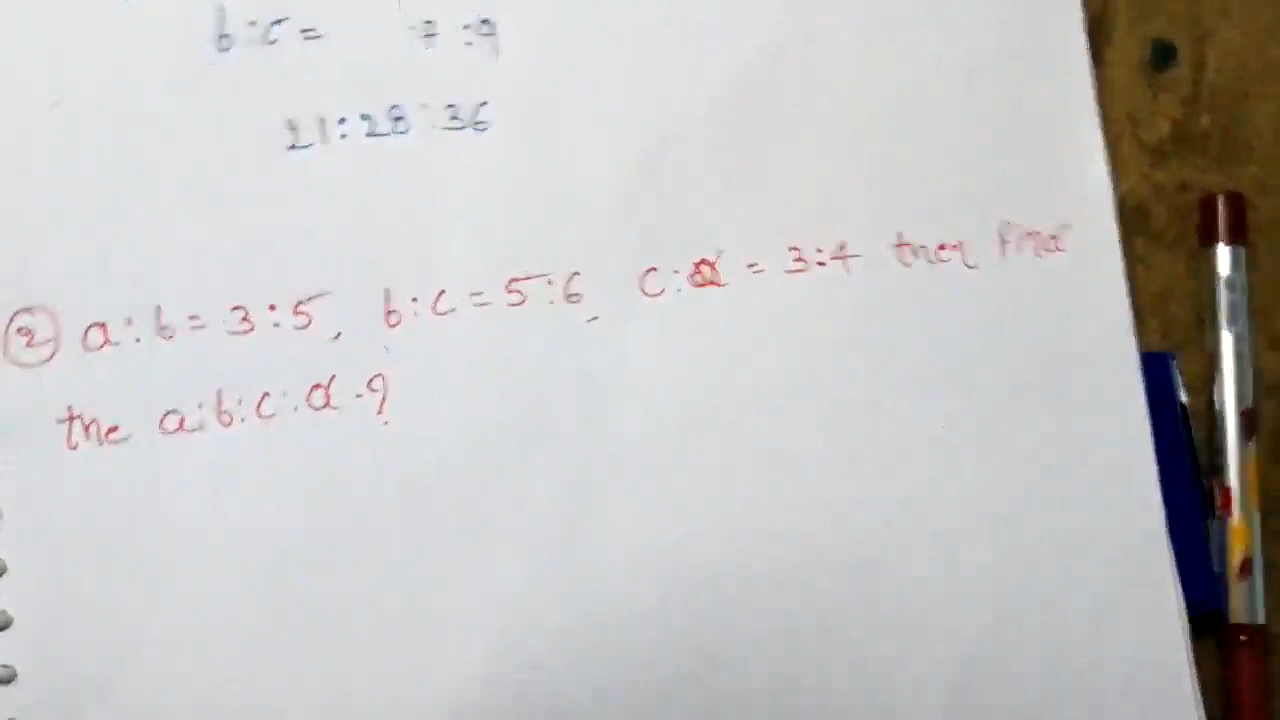 b:c = 7:9
21:28:36
② a:b = 3:5, b:c = 5:6, c:d = 3:4 then find
the a:b:c:d.?